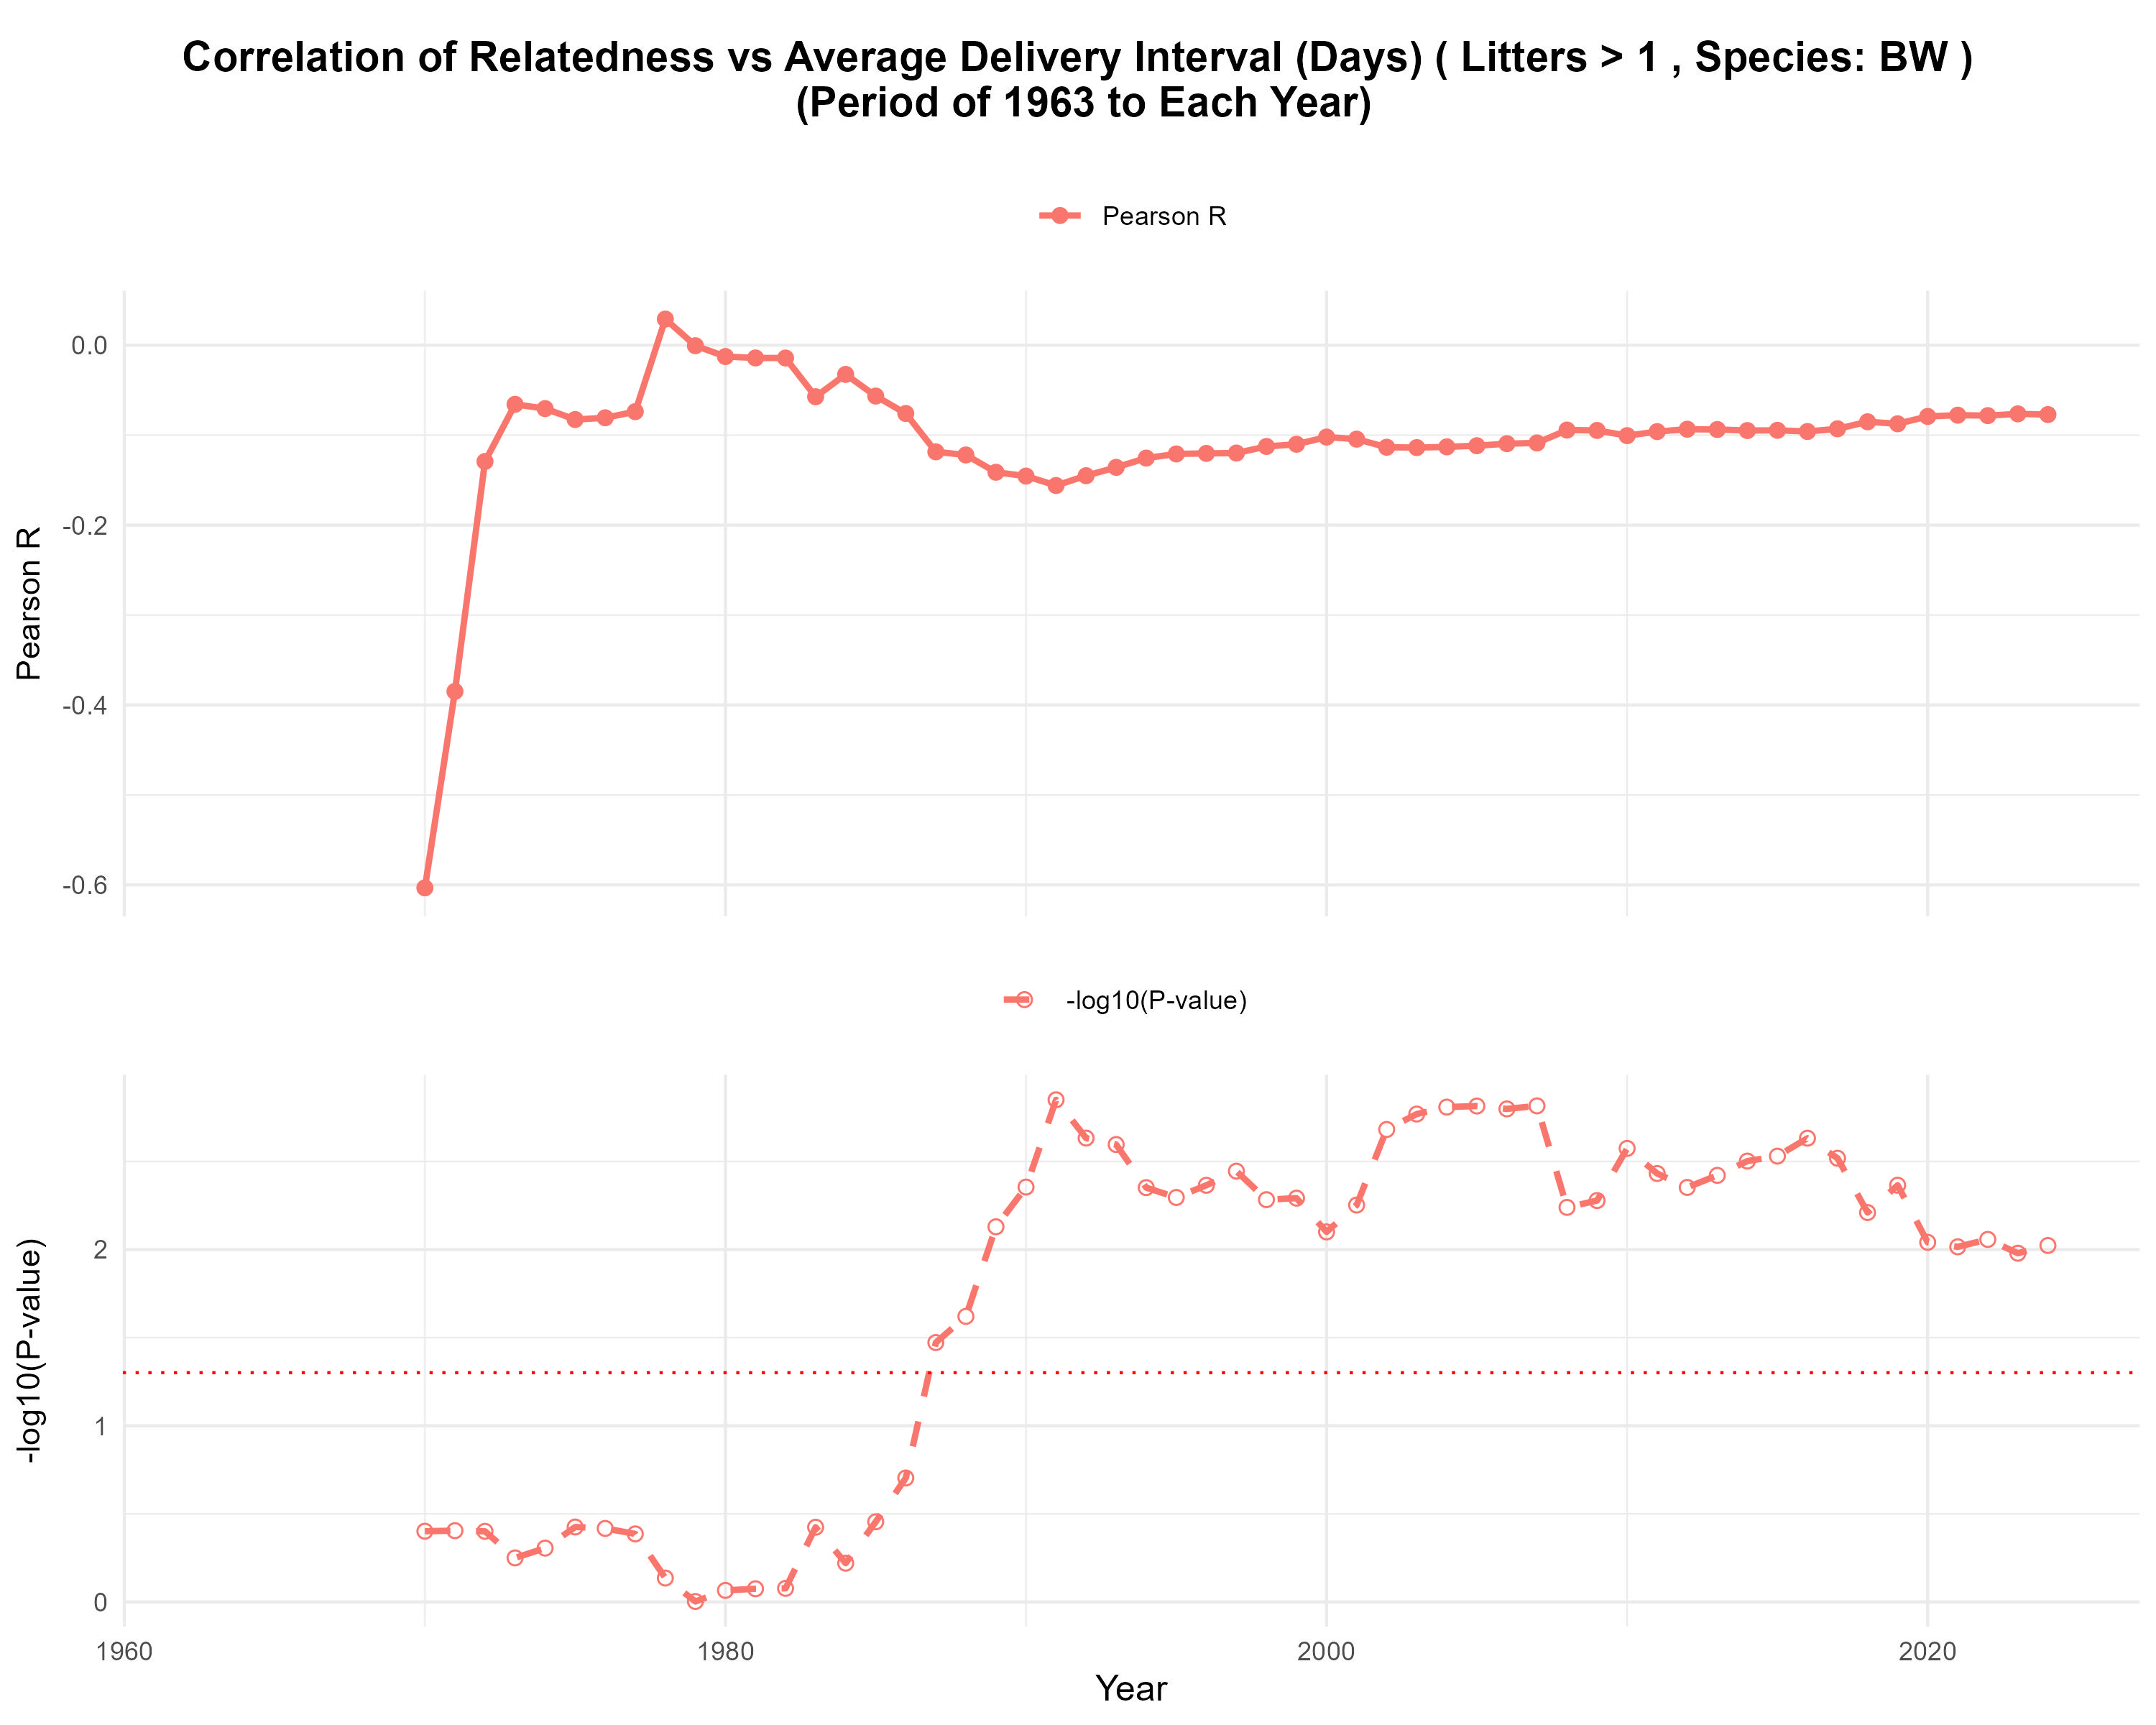 Correlation of Relatedness vs Average Delivery Interval (Days) ( Litters > 1 , Species: BW )
(Period of 1963 to Each Year)
Pearson R
Pearson R
0.0
-0.2
-0.4
-0.6
-log10(P-value)
-log10(P-value)
2
1
0
1960
1980
2000
2020
Year